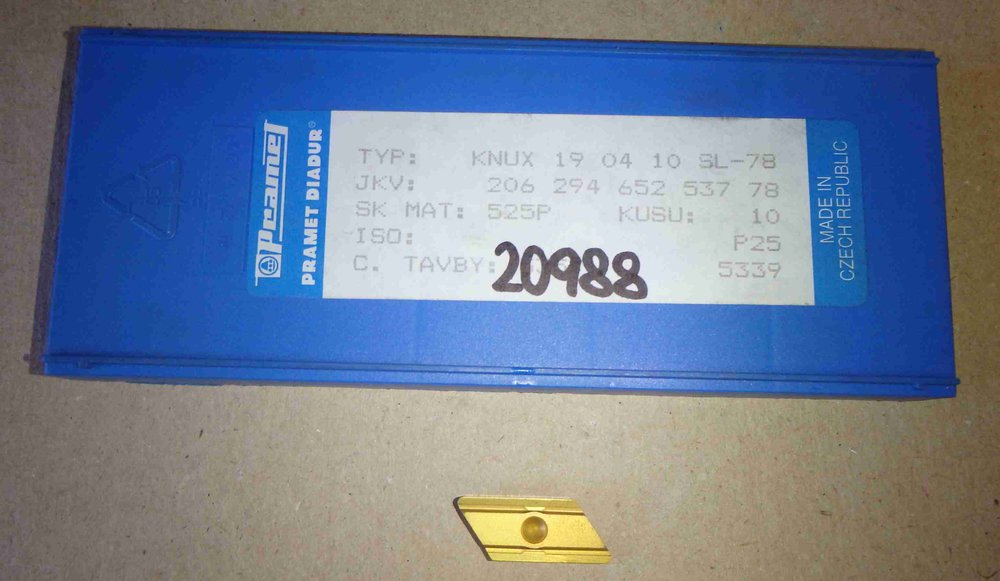 Pramet
PRAMET DIADUR®
TYP: KNUX 19 04 10 SL-78
JKV: 206 294 652 537 78
SK MAT: 525P KUSU: 10
ISO: P25
C. TAVBY: 5339
20988
MADE IN
CZECH REPUBLIC